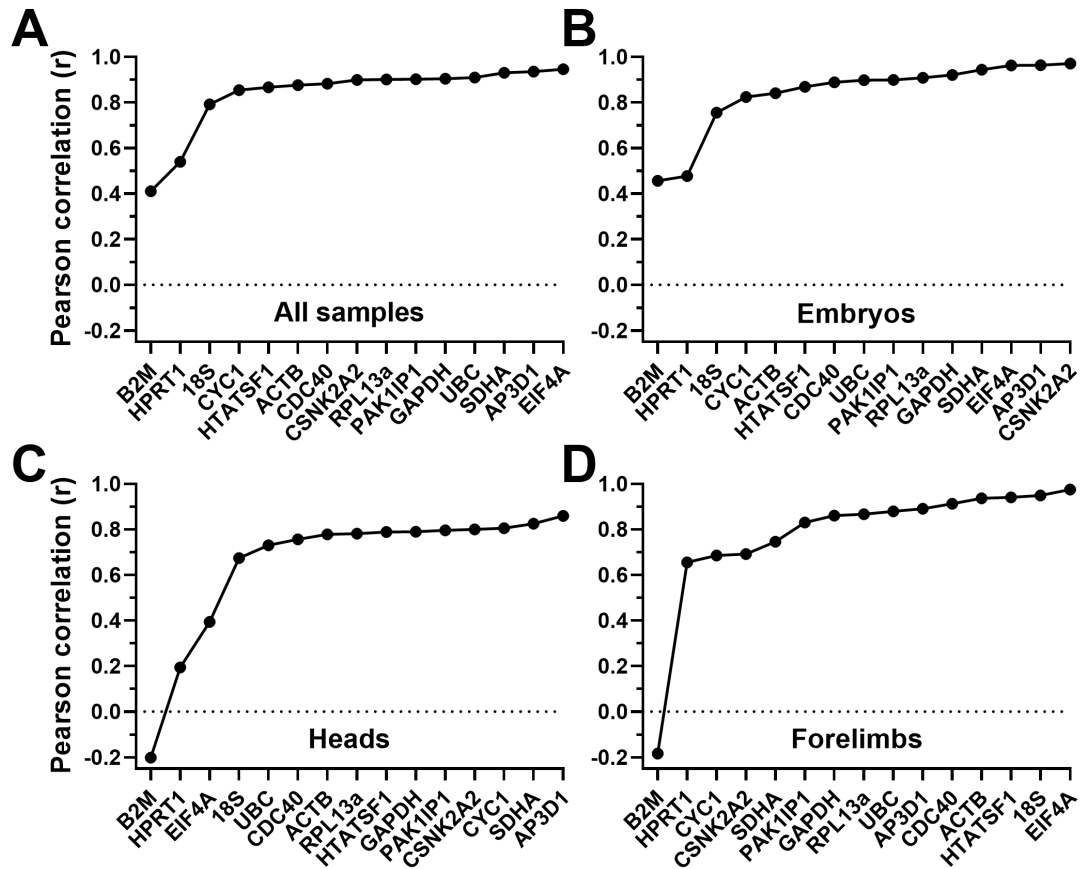 A
Pearson correlation (r)
1.0
0.8
0.6
0.4
0.2
0.0
-0.2
All samples
B2M
HPRT1
18S
CYC1
HTATSF1
ACTB
CDC40
CSNK2A2
RPL13a
PAK1IP1
GAPDH
UBC
SDHA
AP3D1
EIF4A
B
1.0
0.8
0.6
0.4
0.2
0.0
-0.2
Embryos
B2M
HPRT1
18S
CYC1
ACTB
HTATSF1
CDC40
UBC
PAK1IP1
RPL13a
GAPDH
SDHA
EIF4A
AP3D1
CSNK2A2
C
Pearson correlation (r)
1.0
0.8
0.6
0.4
0.2
0.0
-0.2
Heads
B2M
HPRT1
EIF4A
18S
UBC
CDC40
ACTB
RPL13a
HTATSF1
GAPDH
PAK1IP1
CSNK2A2
CYC1
SDHA
AP3D1
D
1.0
0.8
0.6
0.4
0.2
0.0
-0.2
Forelimbs
B2M
HPRT1
CYC1
CSNK2A2
SDHA
PAK1IP1
GAPDH
RPL13a
UBC
AP3D1
CDC40
ACTB
HTATSF1
18S
EIF4A